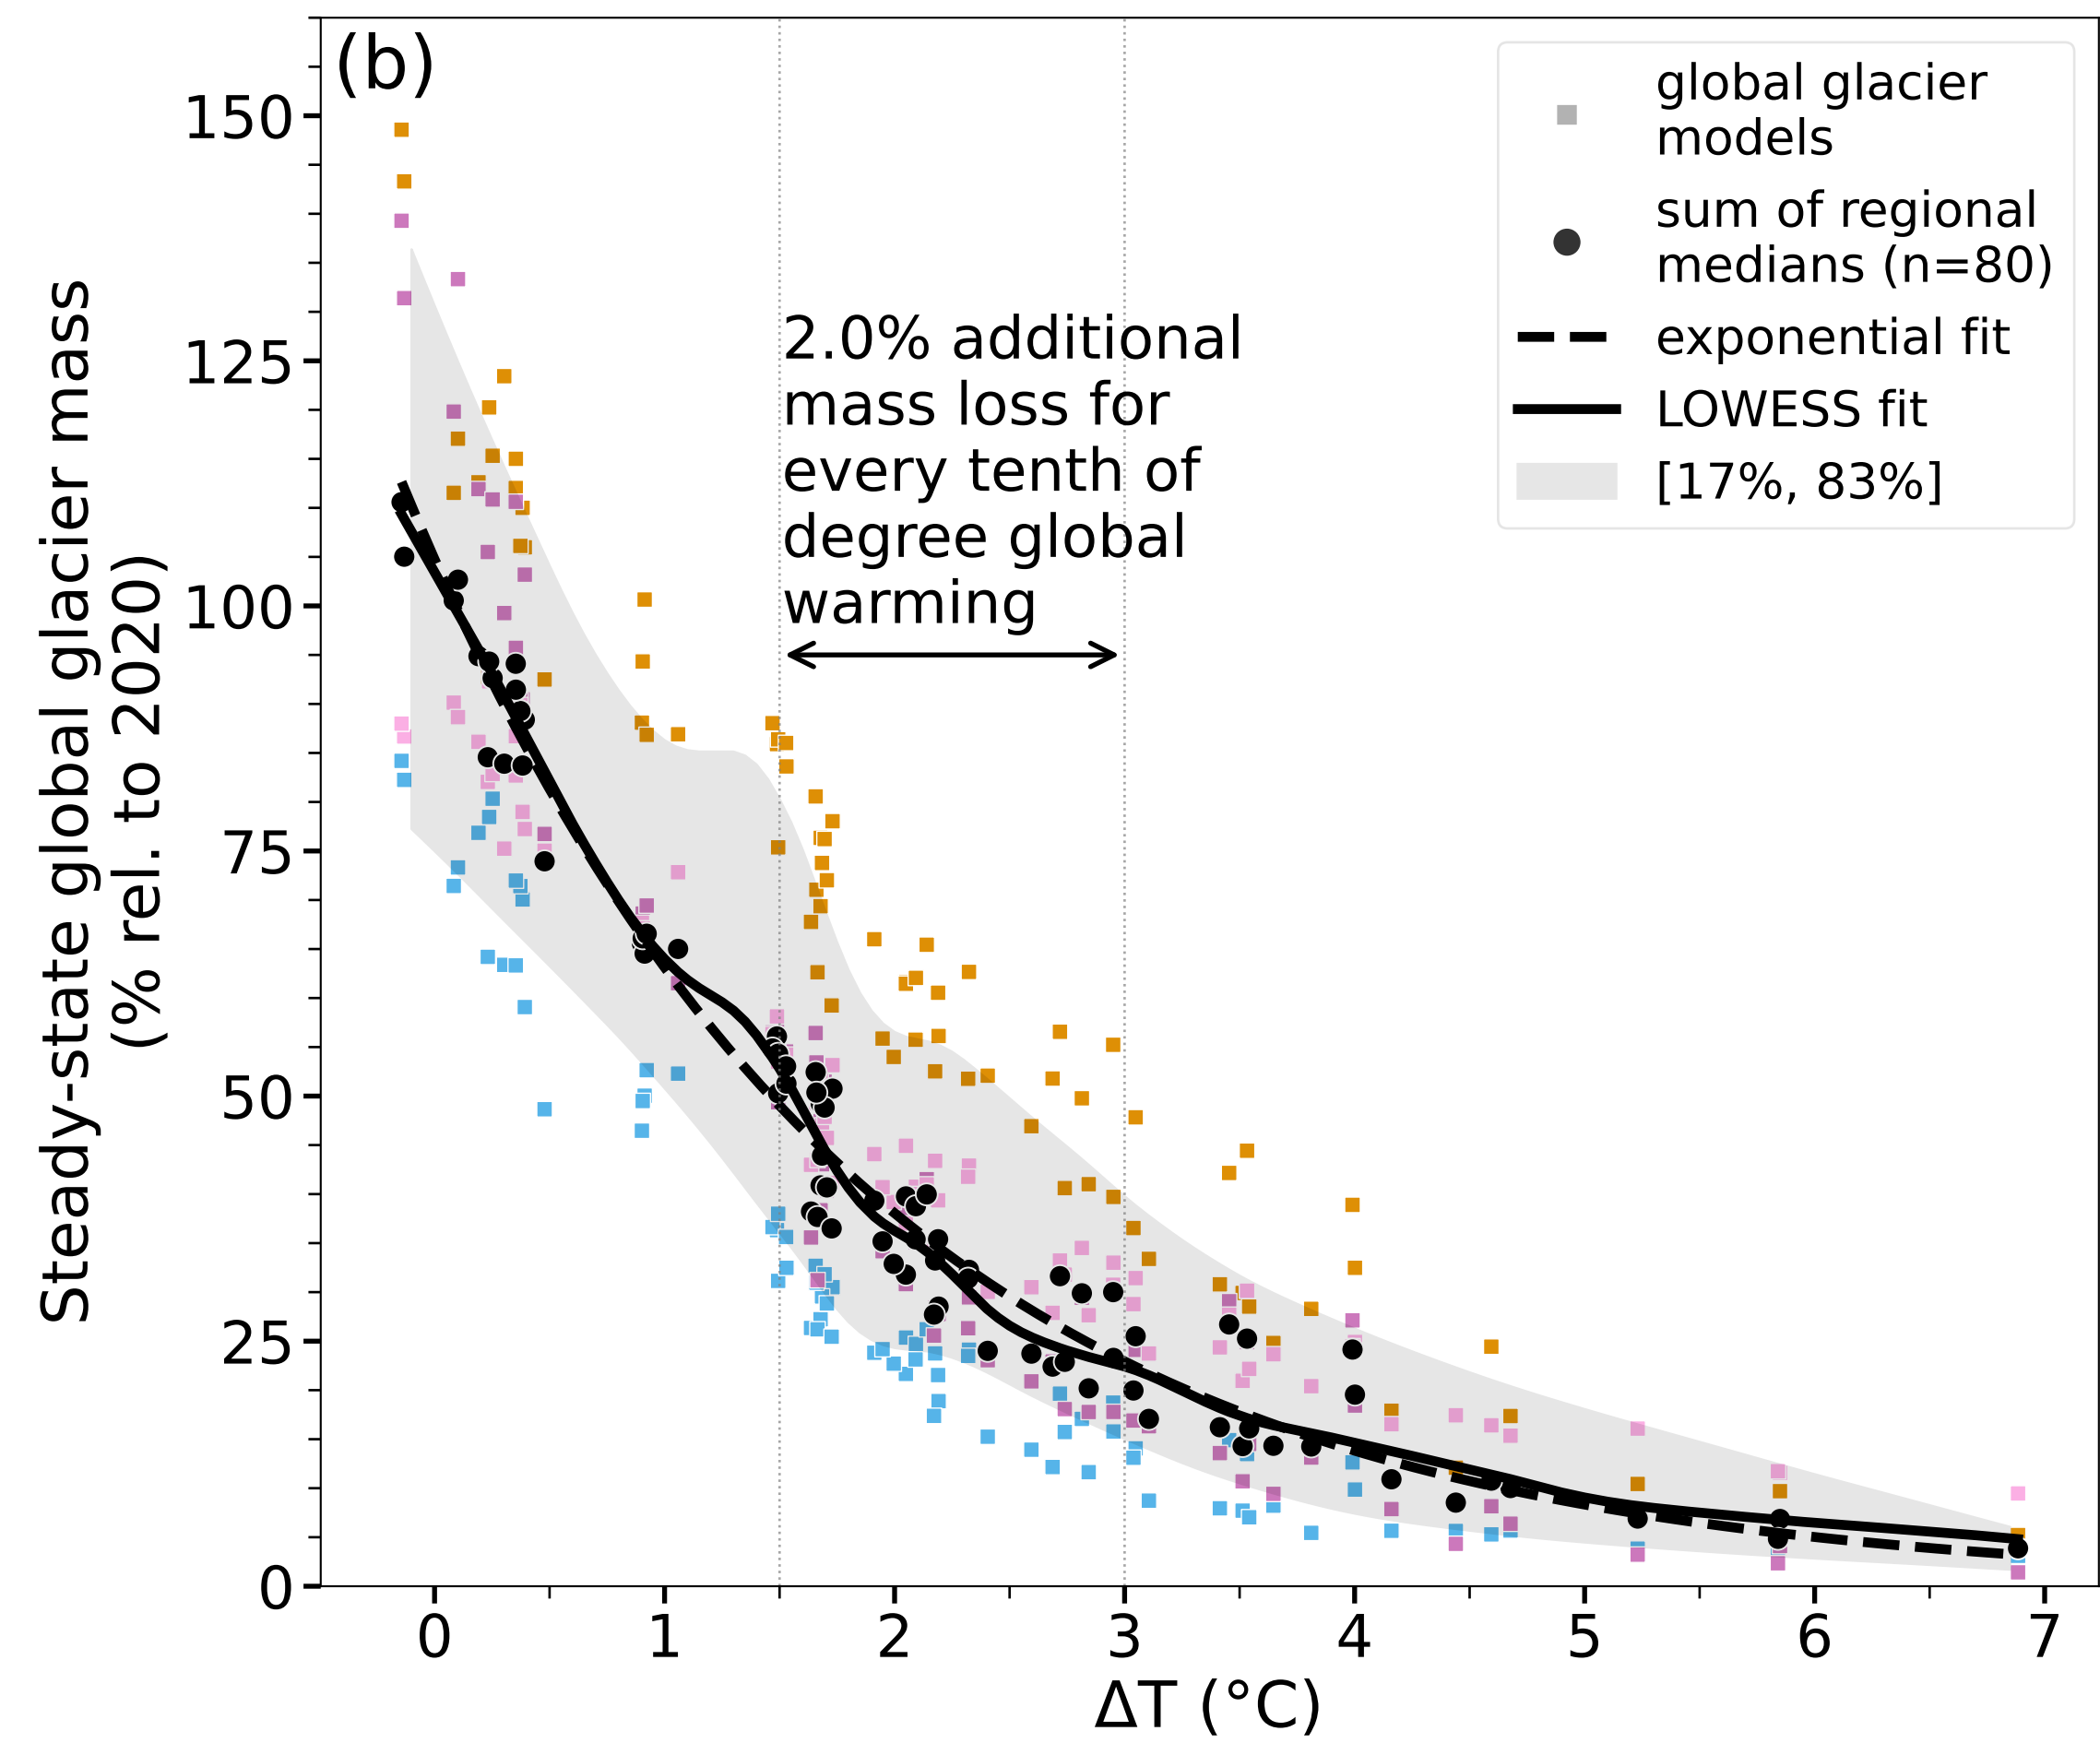 (b)
global glacier
models
sum of regional
medians (n=80)
exponential fit
LOWESS fit
[17%, 83%]
2.0% additional
mass loss for
every tenth of
degree global
warming
Steady-state global glacier mass
(% rel. to 2020)
150
125
100
75
50
25
0
0 1 2 3 4 5 6 7
ΔT (°C)